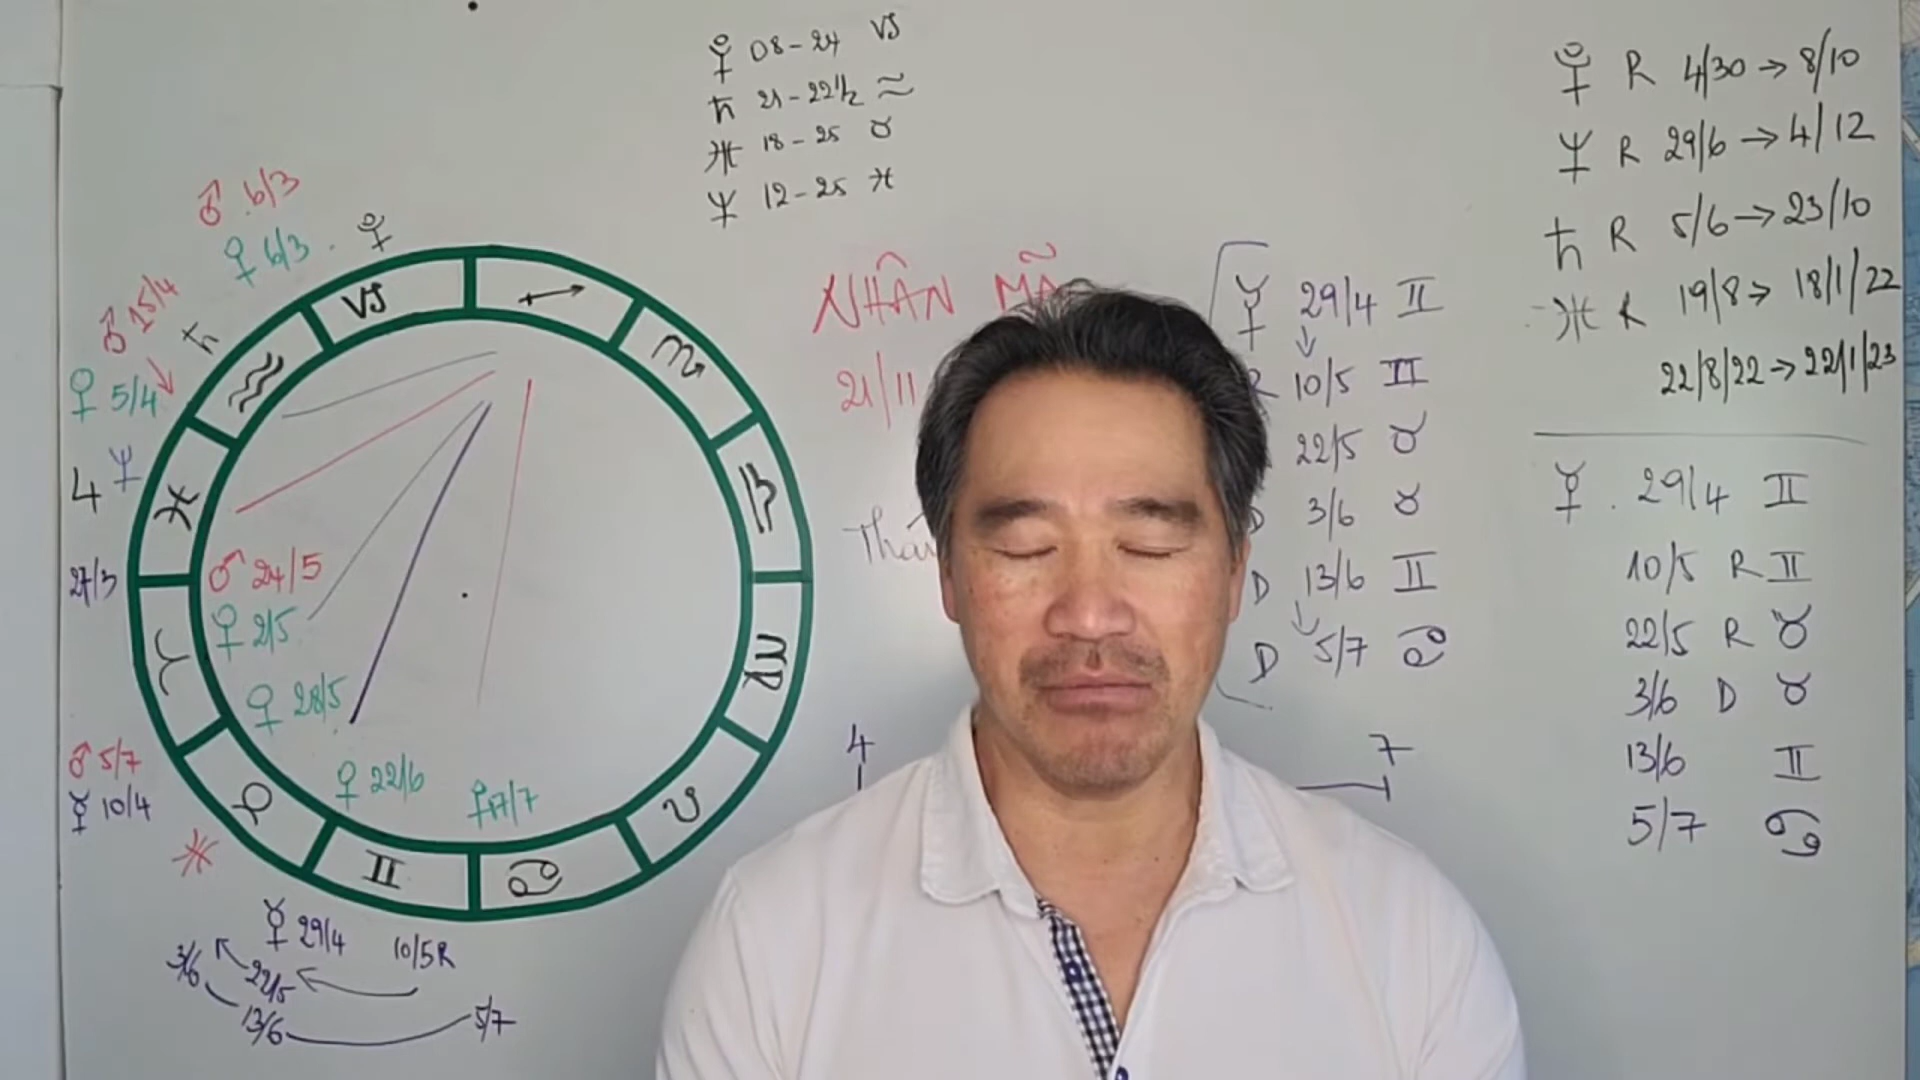 ♇ 08-24 ♑
♄ 21-22 1/2 ♒
♅ 18-25 ♉
♆ 12-25 ♓
♇ R 4/30 → 8/10
♆ R 29/6 → 4/12
♄ R 5/6 → 23/10
♅ R 19/8 → 18/1/22
22/8/22 → 22/1/23
☿ 29/4 ♊
10/5 R ♊
22/5 R ♉
3/6 D ♉
13/6 ♊
5/7 ♋
NHÂN MÃ
21/11
☿ 29/4 ♊
↓
R 10/5 ♊
22/5 ♉
D 3/6 ♉
D 13/6 ♊
↓
D 5/7 ♋
4
7
♂ 6/3
♀ 6/3
♇
♂ 15/4
♄
♀ 5/4
4 ♆
27/3
♂ 24/5
♀ 2/5
♀ 28/5
♀ 22/6
♀ 17/7
♂ 5/7
☿ 10/4
♅
♑ ♐ ♏ ♎ ♍ ♌ ♋ ♊ ♉ ♈ ♓ ♒
☿ 29/4 10/5R
3/6 22/5
13/6 5/7